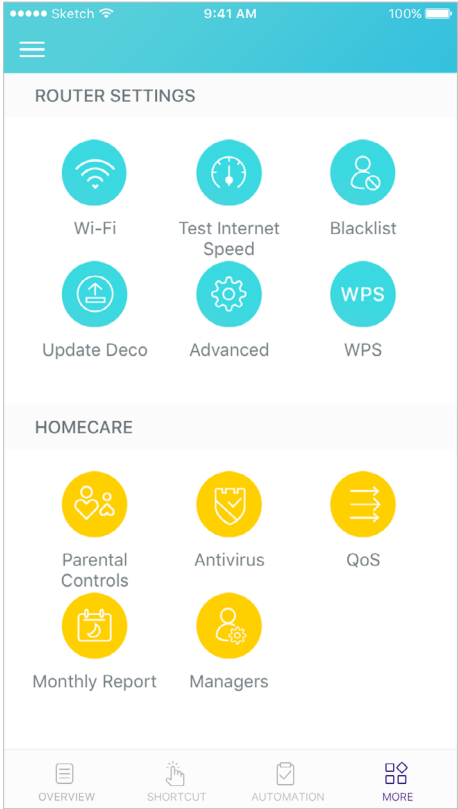 Sketch 9:41 AM 100%
ROUTER SETTINGS
Wi-Fi Test Internet Blacklist
Speed
WPS
Update Deco Advanced WPS
HOMECARE
Parental Antivirus QoS
Controls
Monthly Report Managers
OVERVIEW SHORTCUT AUTOMATION MORE